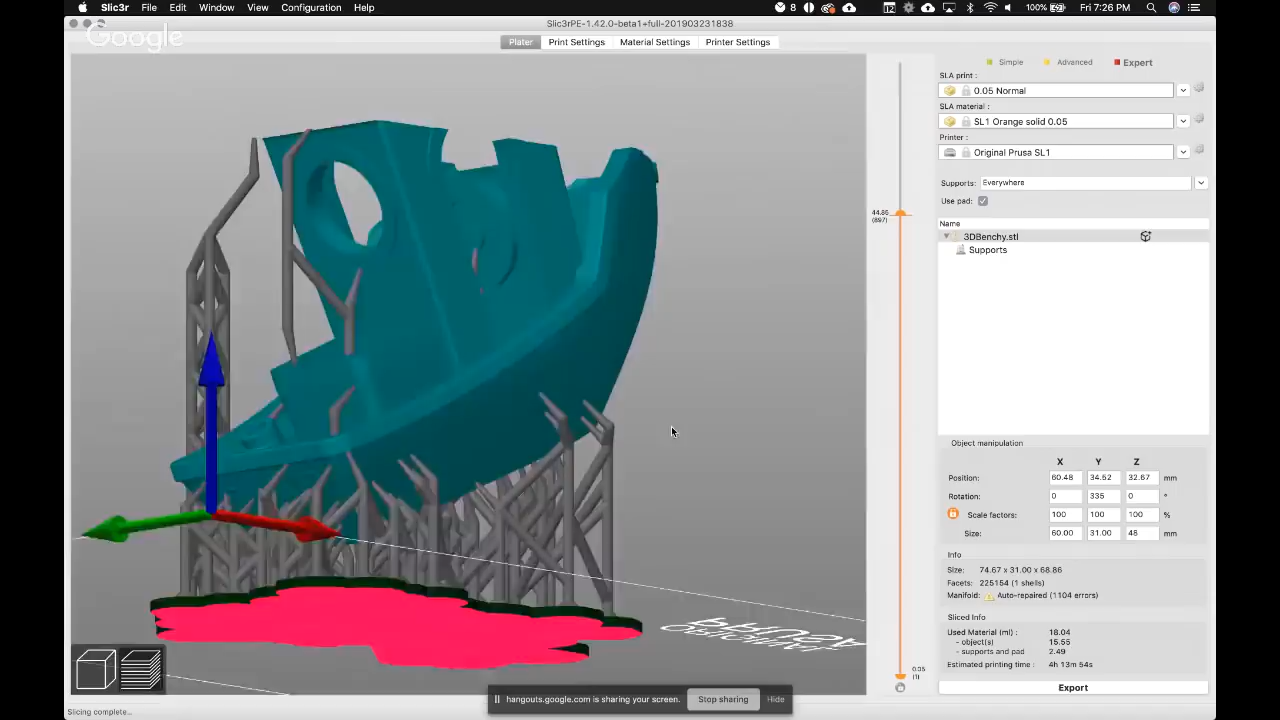 Slic3r File Edit Window View Configuration Help
8 100% Fri 7:26 PM
Slic3rPE-1.42.0-beta1+full-201903231838
Google
Plater Print Settings Material Settings Printer Settings
Simple Advanced Expert
SLA print :
0.05 Normal
SLA material :
SL1 Orange solid 0.05
Printer :
Original Prusa SL1
Supports: Everywhere
Use pad:
44.85
(897)
Name
3DBenchy.stl
Supports
Object manipulation
X Y Z
Position: 60.48 34.52 32.67 mm
Rotation: 0 335 0 °
Scale factors: 100 100 100 %
Size: 60.00 31.00 48 mm
Info
Size: 74.67 x 31.00 x 68.86
Facets: 225154 (1 shells)
Manifold: Auto-repaired (1104 errors)
Sliced Info
Used Material (ml) : 18.04
- object(s) 15.55
- supports and pad 2.49
Estimated printing time : 4h 13m 54s
0.05
(1)
Export
hangouts.google.com is sharing your screen. Stop sharing Hide
Slicing complete...